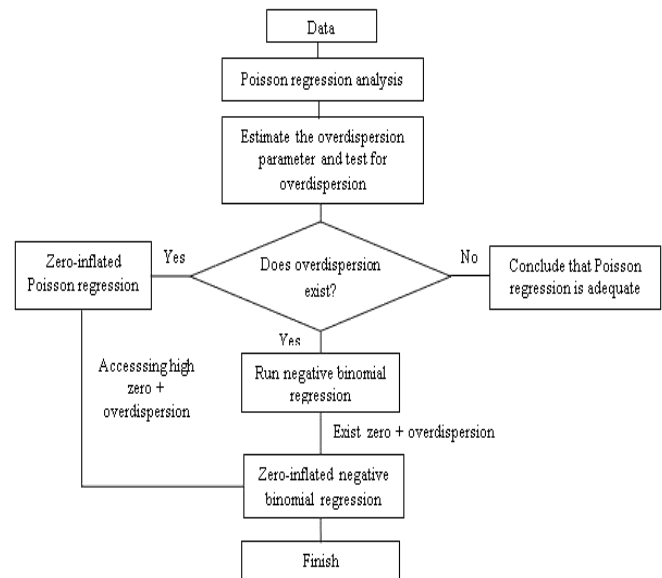 Data
Poisson regression analysis
Estimate the overdispersion
parameter and test for
overdispersion
Zero-inflated
Poisson regression
Yes
Does overdispersion
exist?
No
Conclude that Poisson
regression is adequate
Yes
Accesssing high
zero +
overdispersion
Run negative binomial
regression
Exist zero + overdispersion
Zero-inflated negative
binomial regression
Finish